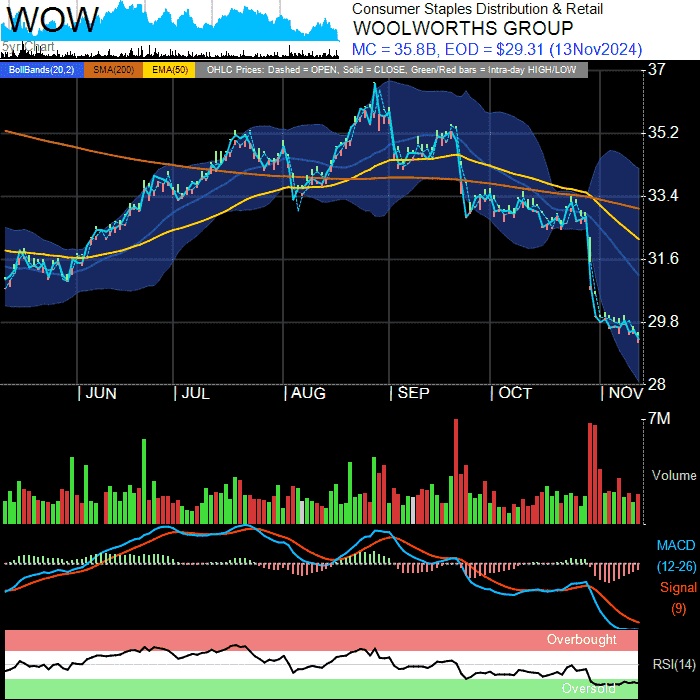 WOW
Consumer Staples Distribution & Retail
WOOLWORTHS GROUP
MC = 35.8B, EOD = $29.31 (13Nov2024)
5yr Chart
BollBands(20,2) SMA(200) EMA(50) OHLC Prices: Dashed = OPEN, Solid = CLOSE, Green/Red bars = Intra-day HIGH/LOW
37
35.2
33.4
31.6
29.8
28
| JUN | JUL | AUG | SEP | OCT | NOV
7M
Volume
MACD
(12-26)
Signal
(9)
Overbought
RSI(14)
Oversold